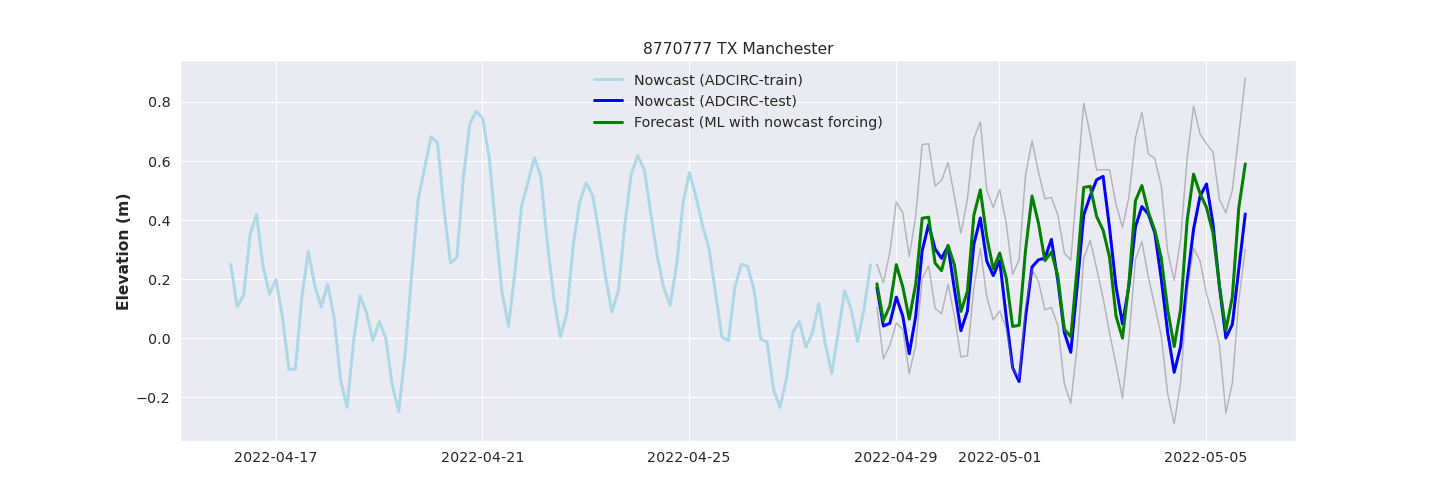 8770777 TX Manchester
Nowcast (ADCIRC-train)
Nowcast (ADCIRC-test)
Forecast (ML with nowcast forcing)
Elevation (m)
0.8
0.6
0.4
0.2
0.0
−0.2
2022-04-17 2022-04-21 2022-04-25 2022-04-29 2022-05-01 2022-05-05